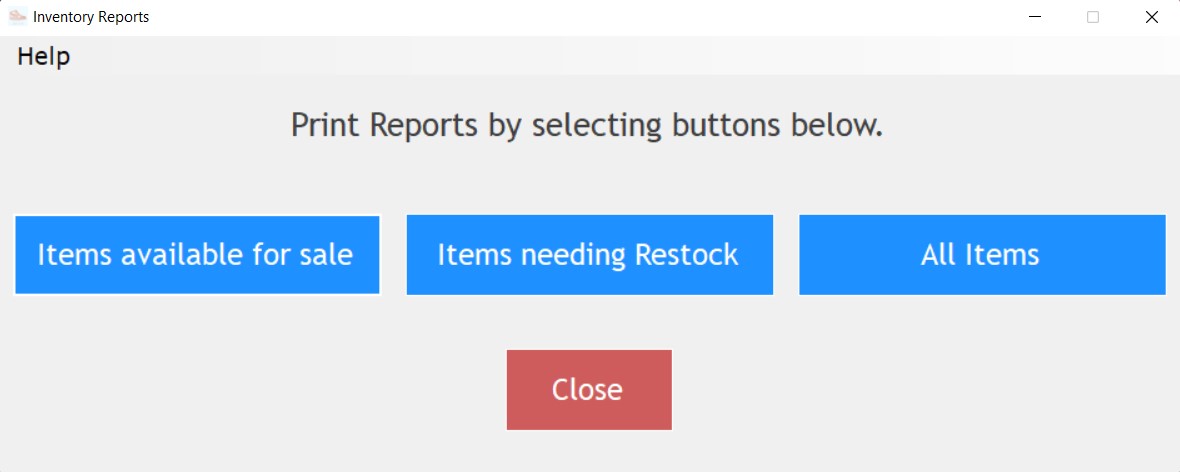 Inventory Reports
Help
Print Reports by selecting buttons below.
Items available for sale
Items needing Restock
All Items
Close